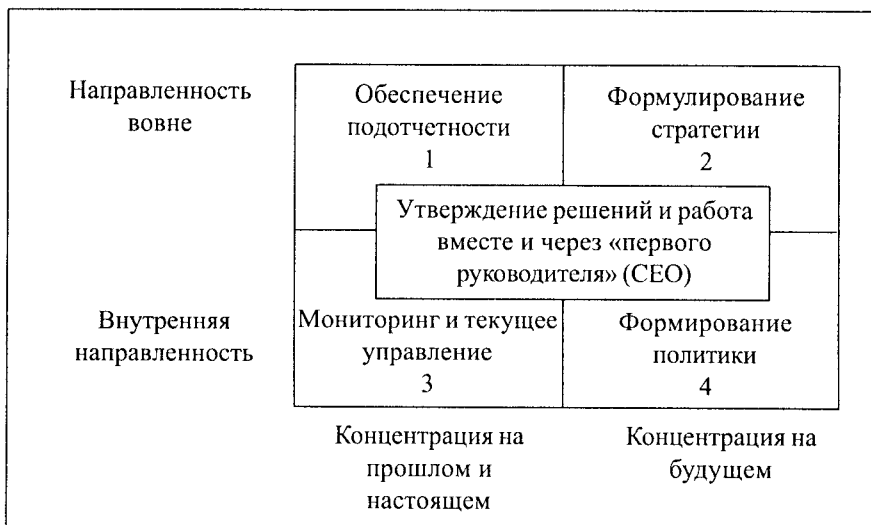 Направленность
вовне
Обеспечение
подотчетности
1
Формулирование
стратегии
2
Утверждение решений и работа
вместе и через «первого
руководителя» (СЕО)
Внутренняя
направленность
Мониторинг и текущее
управление
3
Формирование
политики
4
Концентрация на
прошлом и
настоящем
Концентрация на
будущем